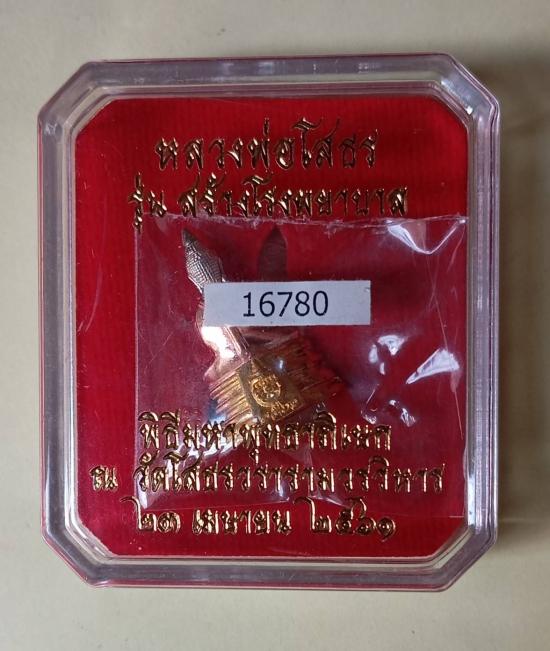 หลวงพ่อโสธร
รุ่น สร้างโรงพยาบาล
16780
พิธีมหาพุทธาภิเษก
ณ วัดโสธรวรารามวรวิหาร
๒๓ เมษายน ๒๕๖๑